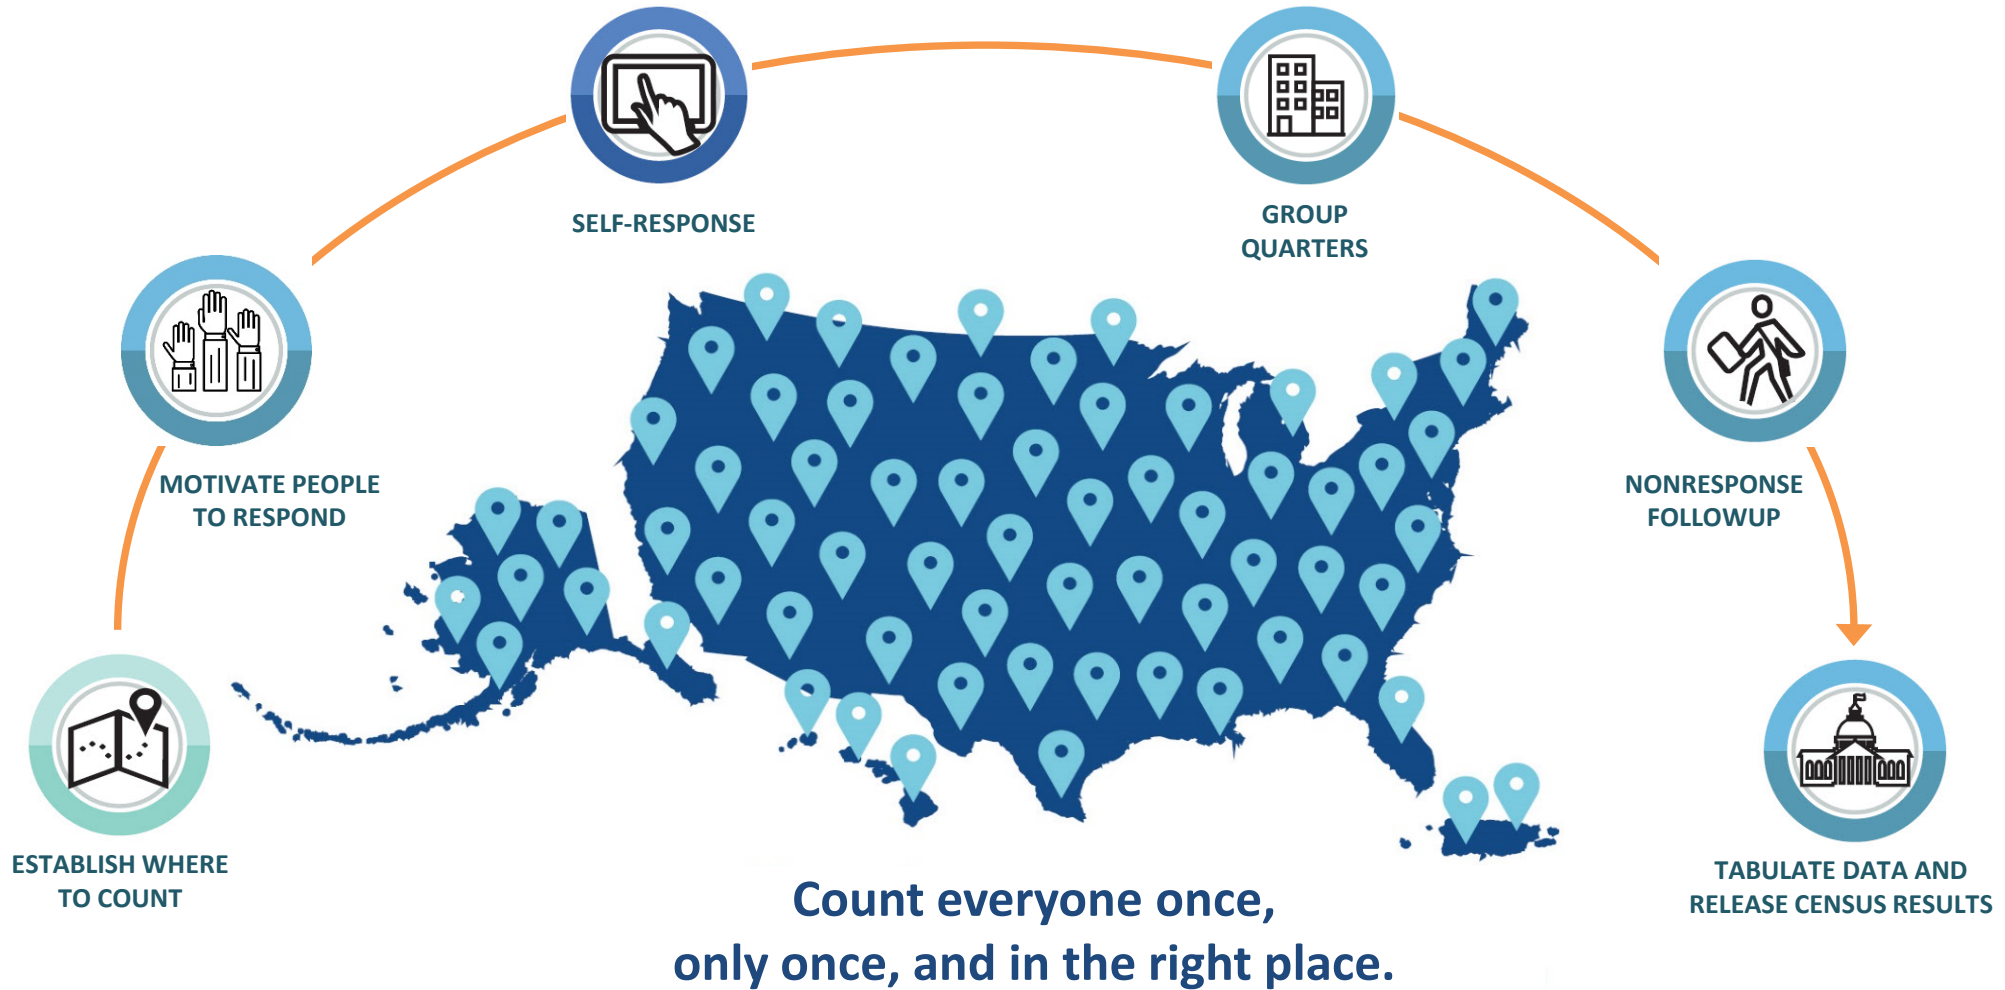 SELF-RESPONSE
GROUP
QUARTERS
MOTIVATE PEOPLE
TO RESPOND
NONRESPONSE
FOLLOWUP
ESTABLISH WHERE
TO COUNT
TABULATE DATA AND
RELEASE CENSUS RESULTS
Count everyone once,
only once, and in the right place.